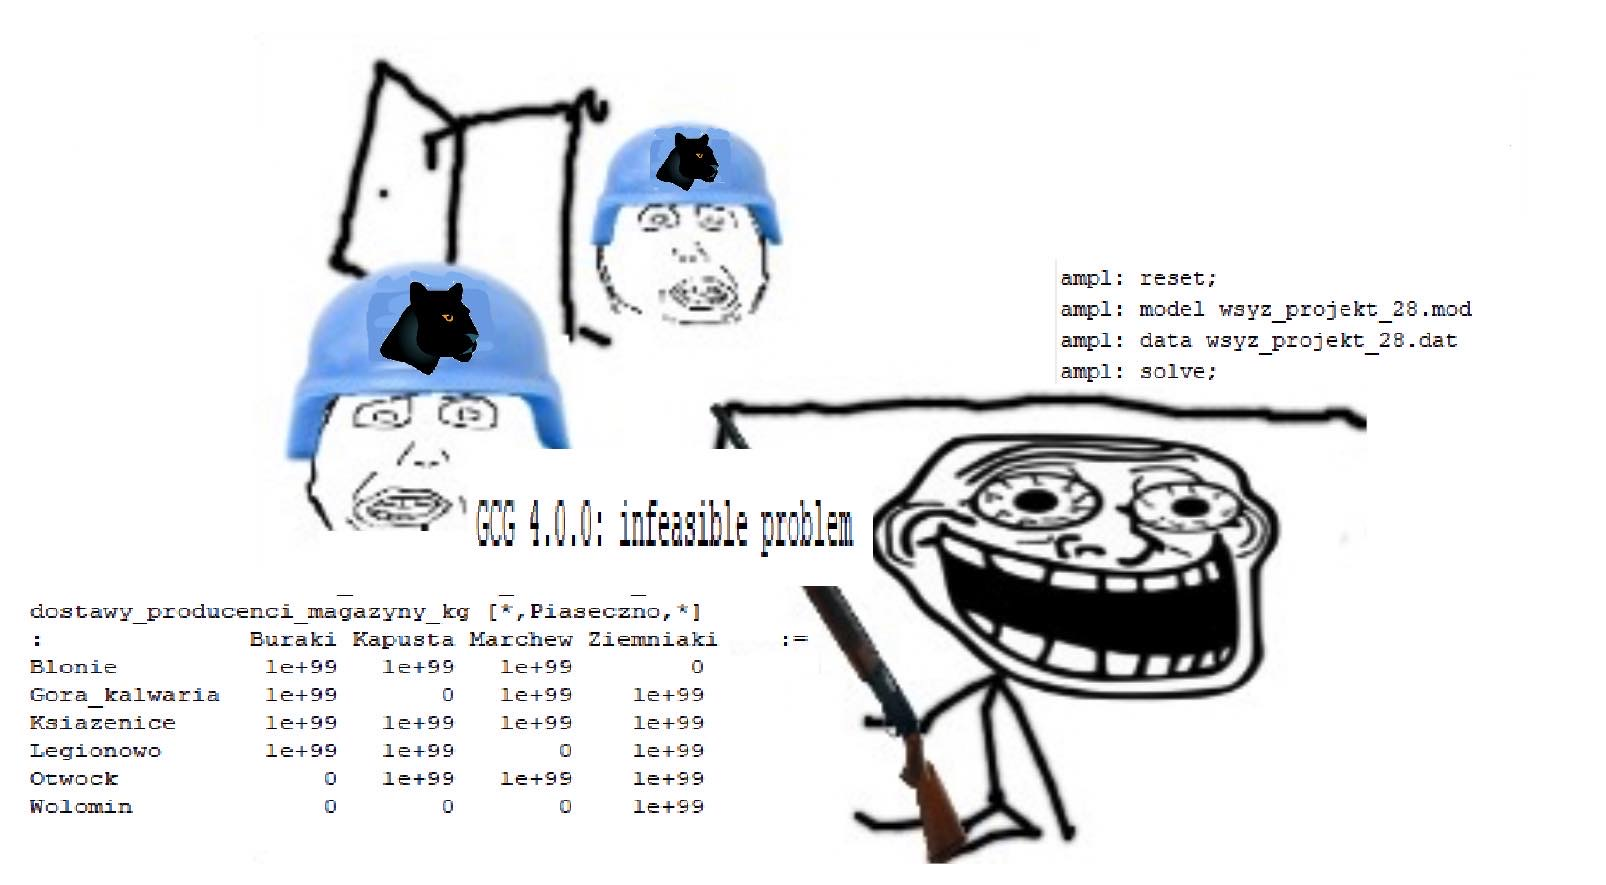 ampl: reset;
ampl: model wsyz_projekt_28.mod
ampl: data wsyz_projekt_28.dat
ampl: solve;
GCG 4.0.0: infeasible problem
dostawy_producenci_magazyny_kg [*,Piaseczno,*]
: Buraki Kapusta Marchew Ziemniaki :=
Blonie 1e+99 1e+99 1e+99 0
Gora_kalwaria 1e+99 0 1e+99 1e+99
Ksiazenice 1e+99 1e+99 1e+99 1e+99
Legionowo 1e+99 1e+99 0 1e+99
Otwock 0 1e+99 1e+99 1e+99
Wolomin 0 0 0 1e+99